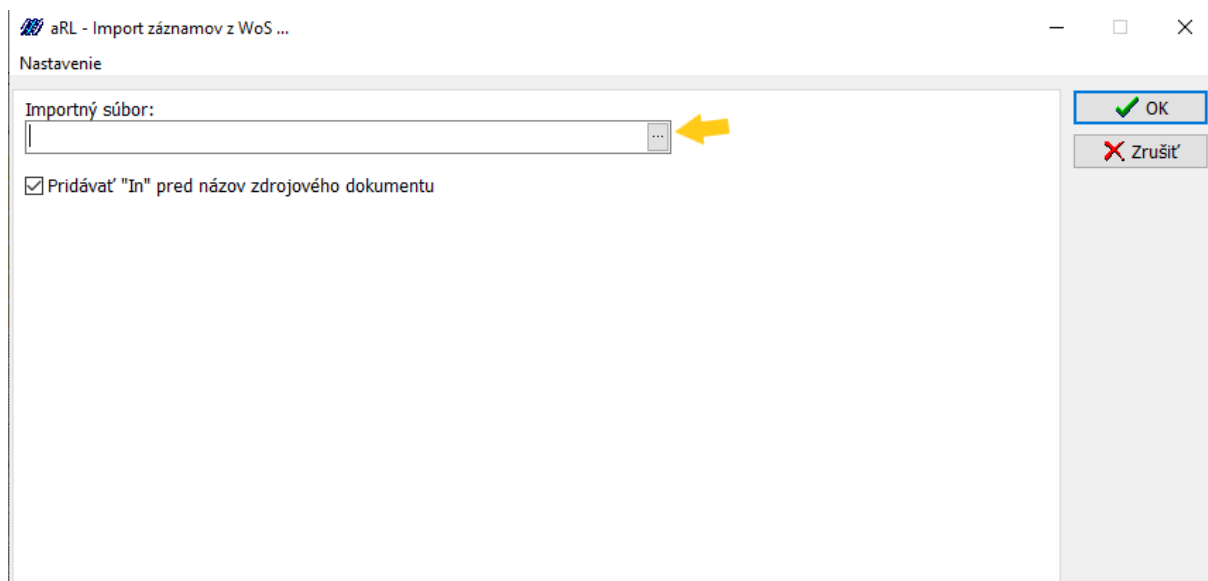 aRL - Import záznamov z WoS ...
Nastavenie
Importný súbor:
...
OK
Zrušiť
Pridávať "In" pred názov zdrojového dokumentu